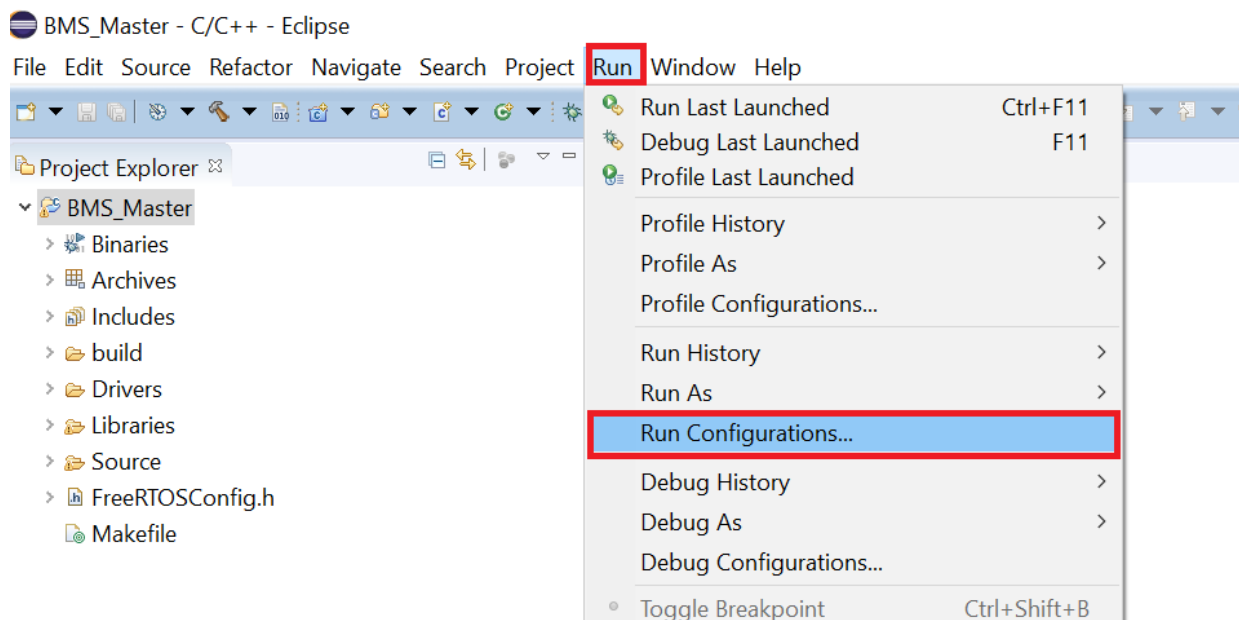 BMS_Master - C/C++ - Eclipse
File Edit Source Refactor Navigate Search Project Run Window Help
010
Project Explorer
BMS_Master
Binaries
Archives
Includes
build
Drivers
Libraries
Source
FreeRTOSConfig.h
Makefile
Run Last Launched Ctrl+F11
Debug Last Launched F11
Profile Last Launched
Profile History
Profile As
Profile Configurations...
Run History
Run As
Run Configurations...
Debug History
Debug As
Debug Configurations...
Toggle Breakpoint Ctrl+Shift+B